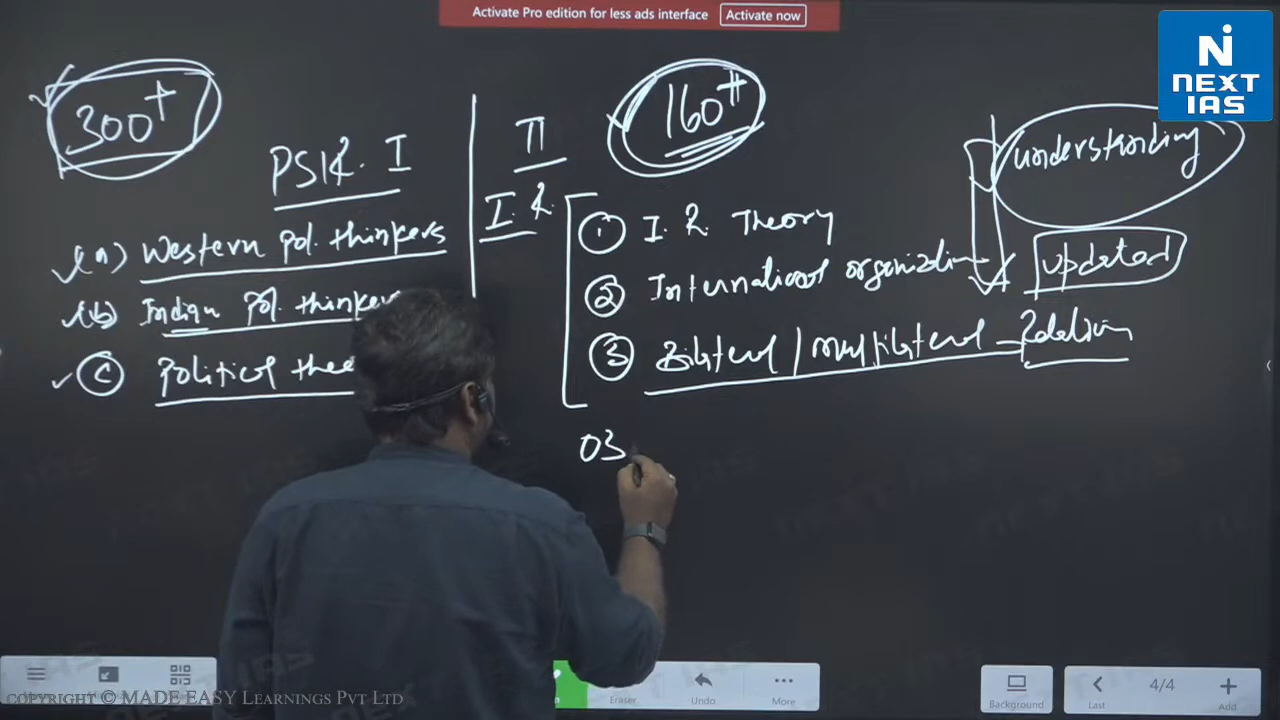 Activate Pro edition for less ads interface Activate now
NEXT
IAS
300+
PSIR. I
(a) Western pol. thinkers
(b) Indian pol. thinkers
(c) political
II
160++
I. R.
1 I. R. Theory
2 International organization
3 Bilateral / multilateral Relation
understanding
updated
03
Eraser
Undo
More
Background
Last
4/4
Add
COPYRIGHT © MADE EASY LEARNINGS PVT LTD